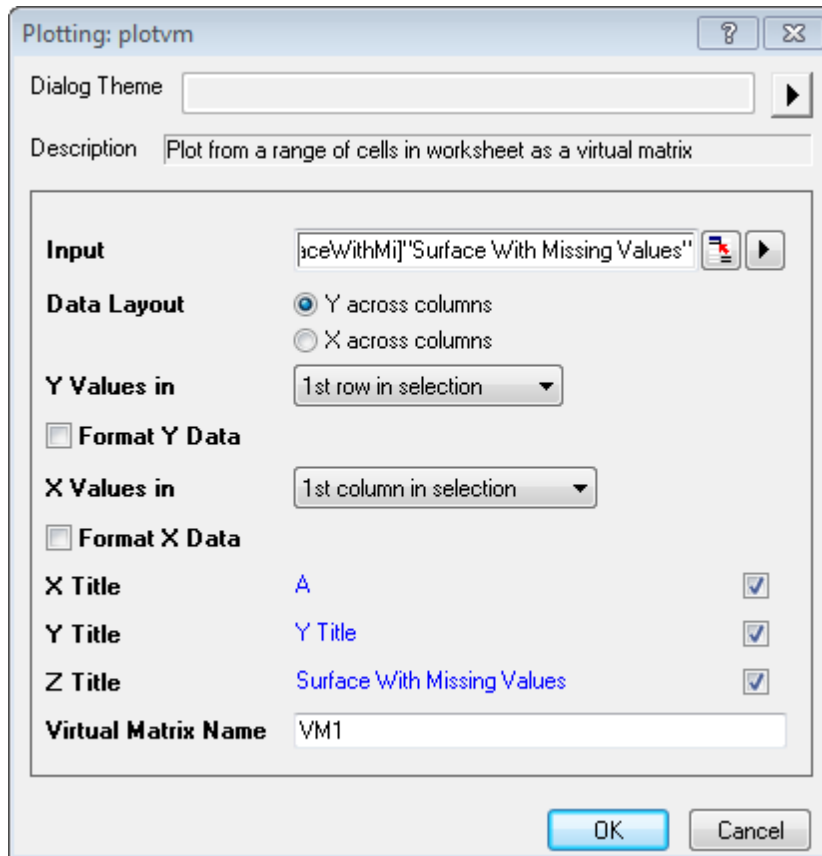 Plotting: plotvm
Dialog Theme
Description Plot from a range of cells in worksheet as a virtual matrix
Input aceWithMi]"Surface With Missing Values"
Data Layout Y across columns
X across columns
Y Values in 1st row in selection
Format Y Data
X Values in 1st column in selection
Format X Data
X Title A
Y Title Y Title
Z Title Surface With Missing Values
Virtual Matrix Name VM1
OK Cancel